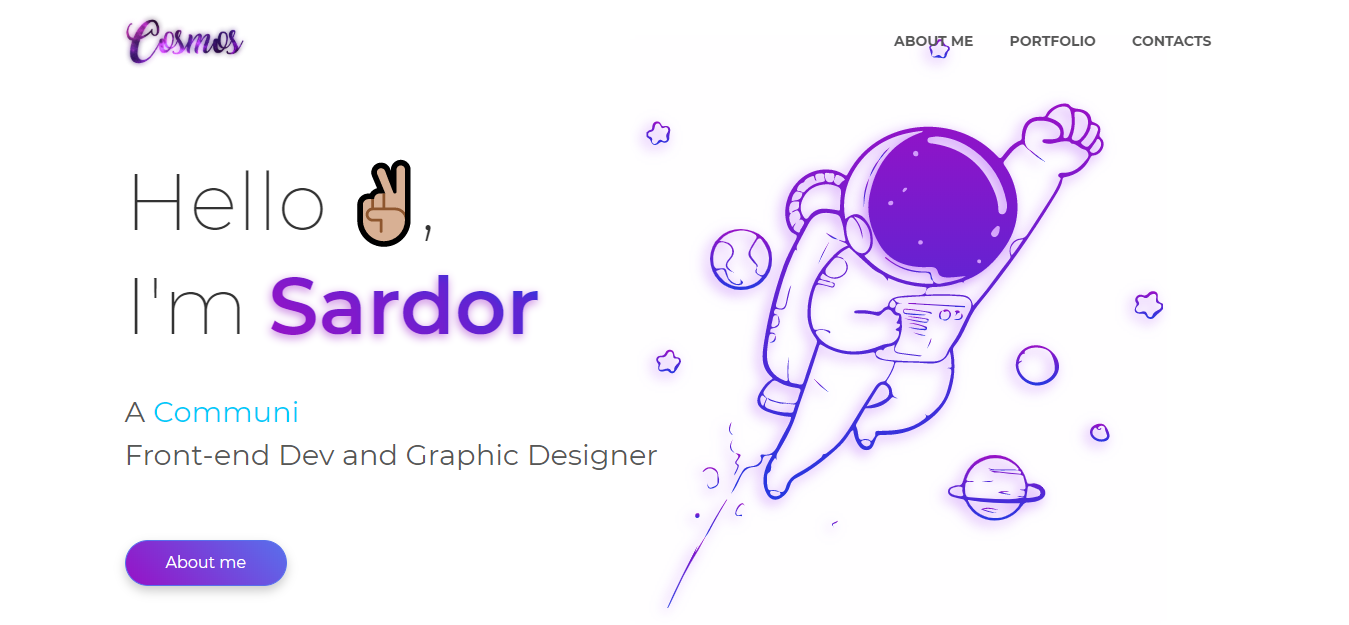 Cosmos
ABOUT ME PORTFOLIO CONTACTS
Hello ✌🏽,
I'm Sardor
A Communi
Front-end Dev and Graphic Designer
About me